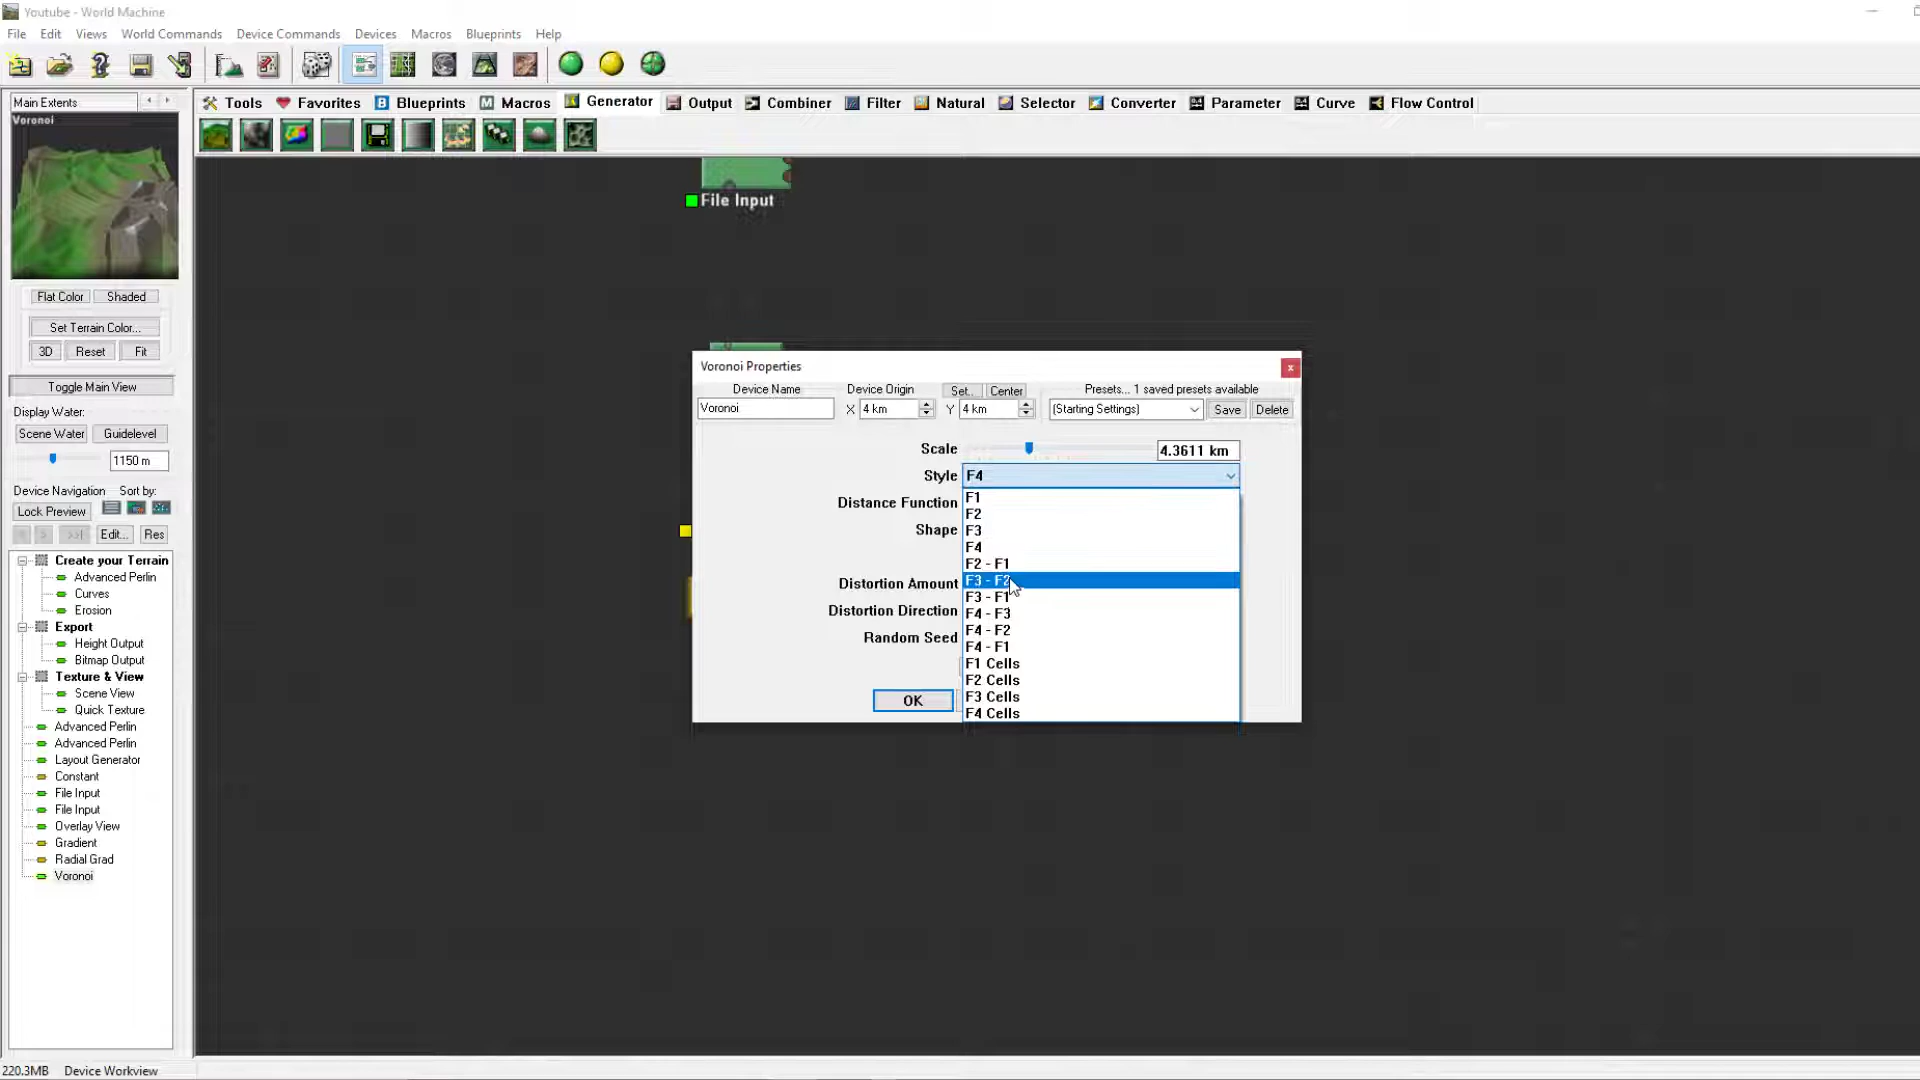 Youtube - World Machine
File Edit Views World Commands Device Commands Devices Macros Blueprints Help
Main Extents
Tools Favorites Blueprints Macros Generator Output Combiner Filter Natural Selector Converter Parameter Curve Flow Control
Voronoi
File Input
Flat Color Shaded
Set Terrain Color...
3D Reset Fit
Toggle Main View
Display Water:
Scene Water Guidelevel
1150 m
Device Navigation Sort by:
Lock Preview
Edit... Res
Create your Terrain
Advanced Perlin
Curves
Erosion
Export
Height Output
Bitmap Output
Texture & View
Scene View
Quick Texture
Advanced Perlin
Advanced Perlin
Layout Generator
Constant
File Input
File Input
Overlay View
Gradient
Radial Grad
Voronoi
Voronoi Properties
Device Name Device Origin Set.. Center Presets... 1 saved presets available
Voronoi X 4 km Y 4 km (Starting Settings) Save Delete
Scale 4.3611 km
Style F4
Distance Function
Shape
Distortion Amount
Distortion Direction
Random Seed
OK
F1
F2
F3
F4
F2 - F1
F3 - F2
F3 - F1
F4 - F3
F4 - F2
F4 - F1
F1 Cells
F2 Cells
F3 Cells
F4 Cells
220.3MB Device Workview